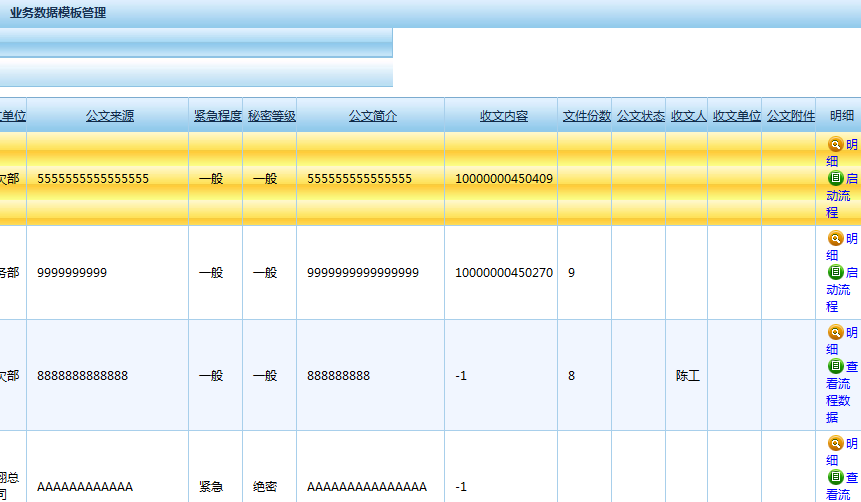 业务数据模板管理
单位 公文来源 紧急程度 秘密等级 公文简介 收文内容 文件份数 公文状态 收文人 收文单位 公文附件 明细
部 5555555555555555 一般 一般 555555555555555 10000000450409 明
细
启
动流
程
务部 9999999999 一般 一般 9999999999999999 10000000450270 9 明
细
启
动流
程
部 8888888888888 一般 一般 888888888 -1 8 陈工 明
细
查
看流
程数
据
总
司 AAAAAAAAAAAA 紧急 绝密 AAAAAAAAAAAAAAA -1 明
细
查
看流